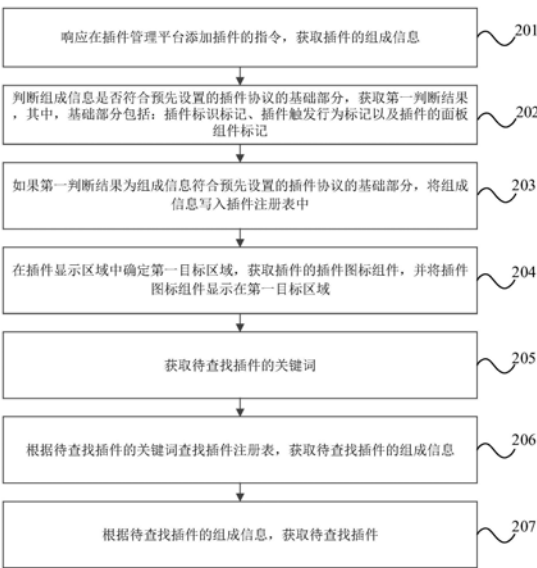 响应在插件管理平台添加插件的指令，获取插件的组成信息
201
判断组成信息是否符合预先设置的插件协议的基础部分，获取第一判断结果
，其中，基础部分包括：插件标识标记、插件触发行为标记以及插件的面板
组件标记
202
如果第一判断结果为组成信息符合预先设置的插件协议的基础部分，将组成
信息写入插件注册表中
203
在插件显示区域中确定第一目标区域，获取插件的插件图标组件，并将插件
图标组件显示在第一目标区域
204
获取待查找插件的关键词
205
根据待查找插件的关键词查找插件注册表，获取待查找插件的组成信息
206
根据待查找插件的组成信息，获取待查找插件
207